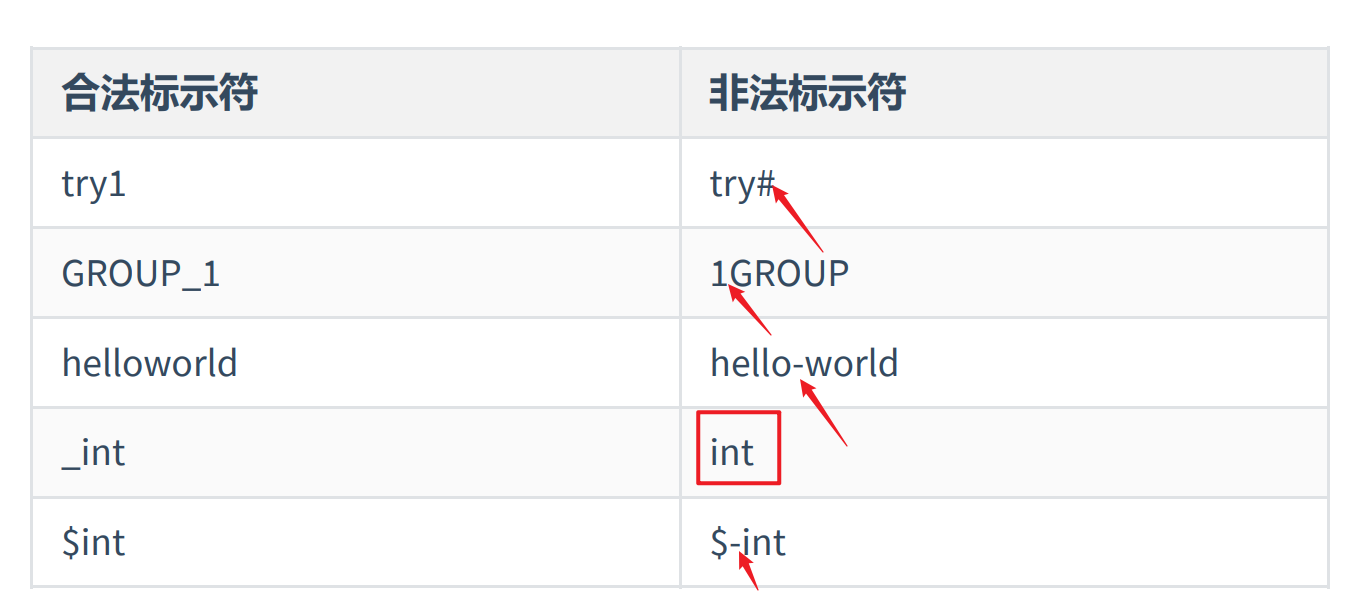 合法标示符 非法标示符
try1 try#
GROUP_1 1GROUP
helloworld hello-world
_int int
$int $-int